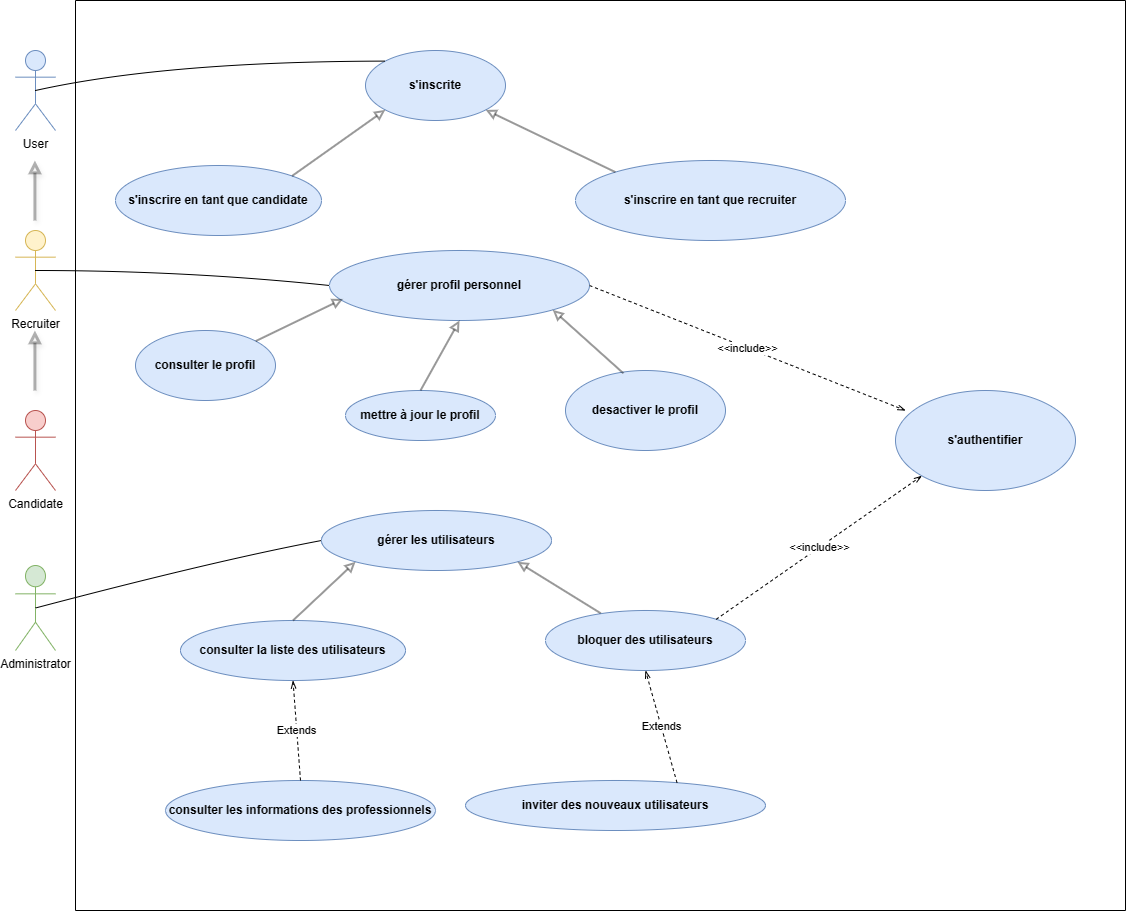 s'inscrite
User
s'inscrire en tant que candidate
s'inscrire en tant que recruiter
gérer profil personnel
Recruiter
<<include>>
consulter le profil
mettre à jour le profil
desactiver le profil
s'authentifier
Candidate
gérer les utilisateurs
<<include>>
bloquer des utilisateurs
consulter la liste des utilisateurs
Administrator
Extends
Extends
inviter des nouveaux utilisateurs
consulter les informations des professionnels